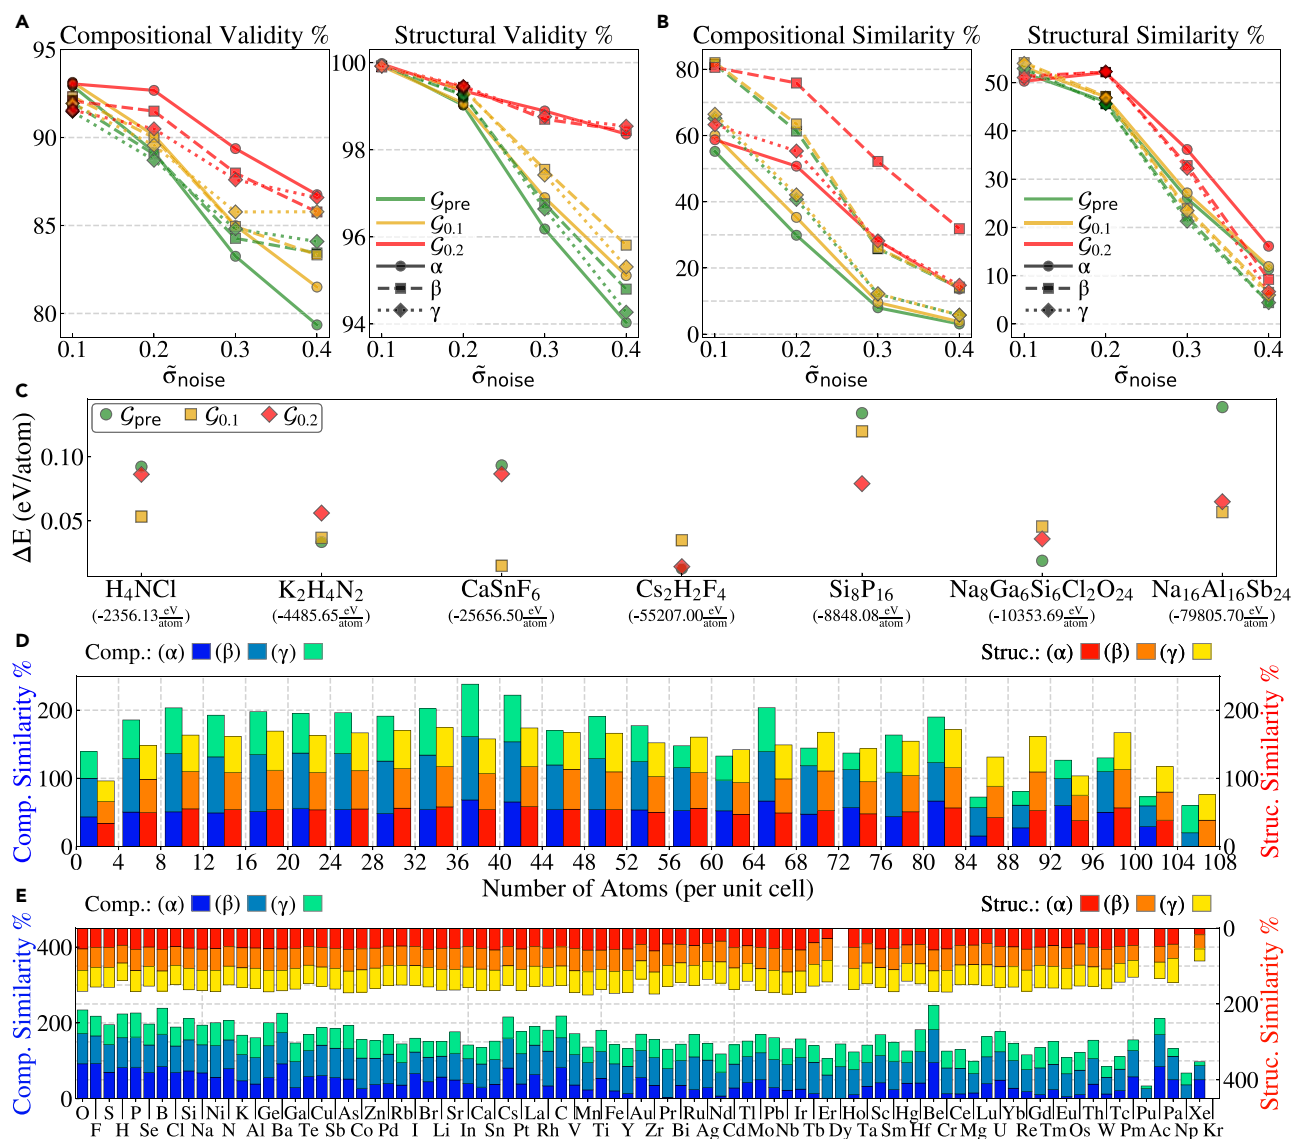 A
B
Compositional Validity %
Structural Validity %
Compositional Similarity %
Structural Similarity %
95
90
85
80
0.1 0.2 0.3 0.4
σ̃noise
100
98
96
94
𝒢pre
𝒢0.1
𝒢0.2
α
β
γ
0.1 0.2 0.3 0.4
σ̃noise
80
60
40
20
0
0.1 0.2 0.3 0.4
σ̃noise
50
40
30
20
10
0
𝒢pre
𝒢0.1
𝒢0.2
α
β
γ
0.1 0.2 0.3 0.4
σ̃noise
C
𝒢pre 𝒢0.1 𝒢0.2
ΔE (eV/atom)
0.10
0.05
H4NCl K2H4N2 CaSnF6 Cs2H2F4 Si8P16 Na8Ga6Si6Cl2O24 Na16Al16Sb24
(-2356.13 eV/atom) (-4485.65 eV/atom) (-25656.50 eV/atom) (-55207.00 eV/atom) (-8848.08 eV/atom) (-10353.69 eV/atom) (-79805.70 eV/atom)
D
Comp.: (α) (β) (γ)
Struc.: (α) (β) (γ)
Comp. Similarity %
Struc. Similarity %
200 200
100 100
0 0
0 4 8 12 16 20 24 28 32 36 40 44 48 52 56 60 64 68 72 76 80 84 88 92 96 100 104 108
Number of Atoms (per unit cell)
E
Comp.: (α) (β) (γ)
Struc.: (α) (β) (γ)
Comp. Similarity %
Struc. Similarity %
400 0
200 200
0 400
O S P B Si Ni K Ge Ga Cu As Zn Rb Br Sr Ca Cs La C Mn Fe Au Pr Ru Nd Tl Pb Ir Er Ho Sc Hg Be Ce Lu Yb Gd Eu Th Tc Pu Pa Xe
F H Se Cl Na N Al Ba Te Sb Co Pd I Li In Sn Pt Rh V Ti Y Zr Bi Ag Cd Mo Nb Tb Dy Ta Sm Hf Cr Mg U Re Tm Os W Pm Ac Np Kr